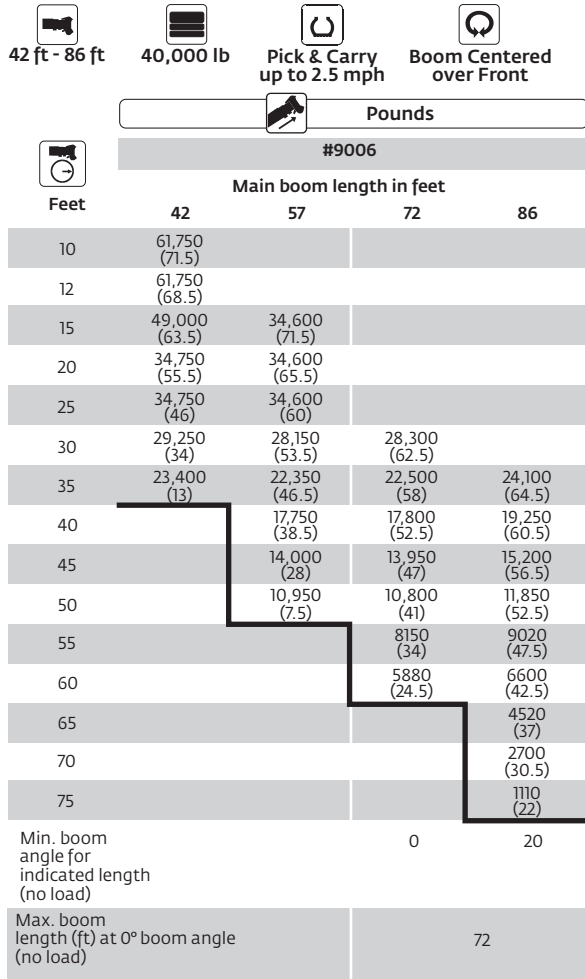 42 ft - 86 ft 40,000 lb Pick & Carry Boom Centered
up to 2.5 mph over Front
Pounds
#9006
Main boom length in feet
Feet 42 57 72 86
10 61,750
(71.5)
12 61,750
(68.5)
15 49,000 34,600
(63.5) (71.5)
20 34,750 34,600
(55.5) (65.5)
25 34,750 34,600
(46) (60)
30 29,250 28,150 28,300
(34) (53.5) (62.5)
35 23,400 22,350 22,500 24,100
(13) (46.5) (58) (64.5)
40 17,750 17,800 19,250
(38.5) (52.5) (60.5)
45 14,000 13,950 15,200
(28) (47) (56.5)
50 10,950 10,800 11,850
(7.5) (41) (52.5)
55 8150 9020
(34) (47.5)
60 5880 6600
(24.5) (42.5)
65 4520
(37)
70 2700
(30.5)
75 1110
(22)
Min. boom 0 20
angle for
indicated length
(no load)
Max. boom
length (ft) at 0º boom angle 72
(no load)